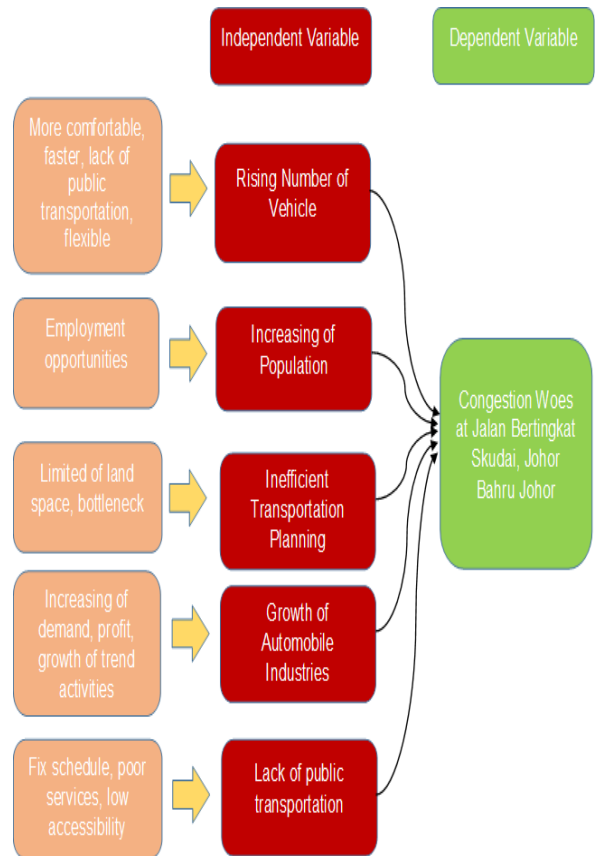 Independent Variable
Dependent Variable
More comfortable,
faster, lack of
public
transportation,
flexible
Rising Number of
Vehicle
Employment
opportunities
Increasing of
Population
Congestion Woes
at Jalan Bertingkat
Skudai, Johor
Bahru Johor
Limited of land
space, bottleneck
Inefficient
Transportation
Planning
Increasing of
demand, profit,
growth of trend
activities
Growth of
Automobile
Industries
Fix schedule, poor
services, low
accessibility
Lack of public
transportation